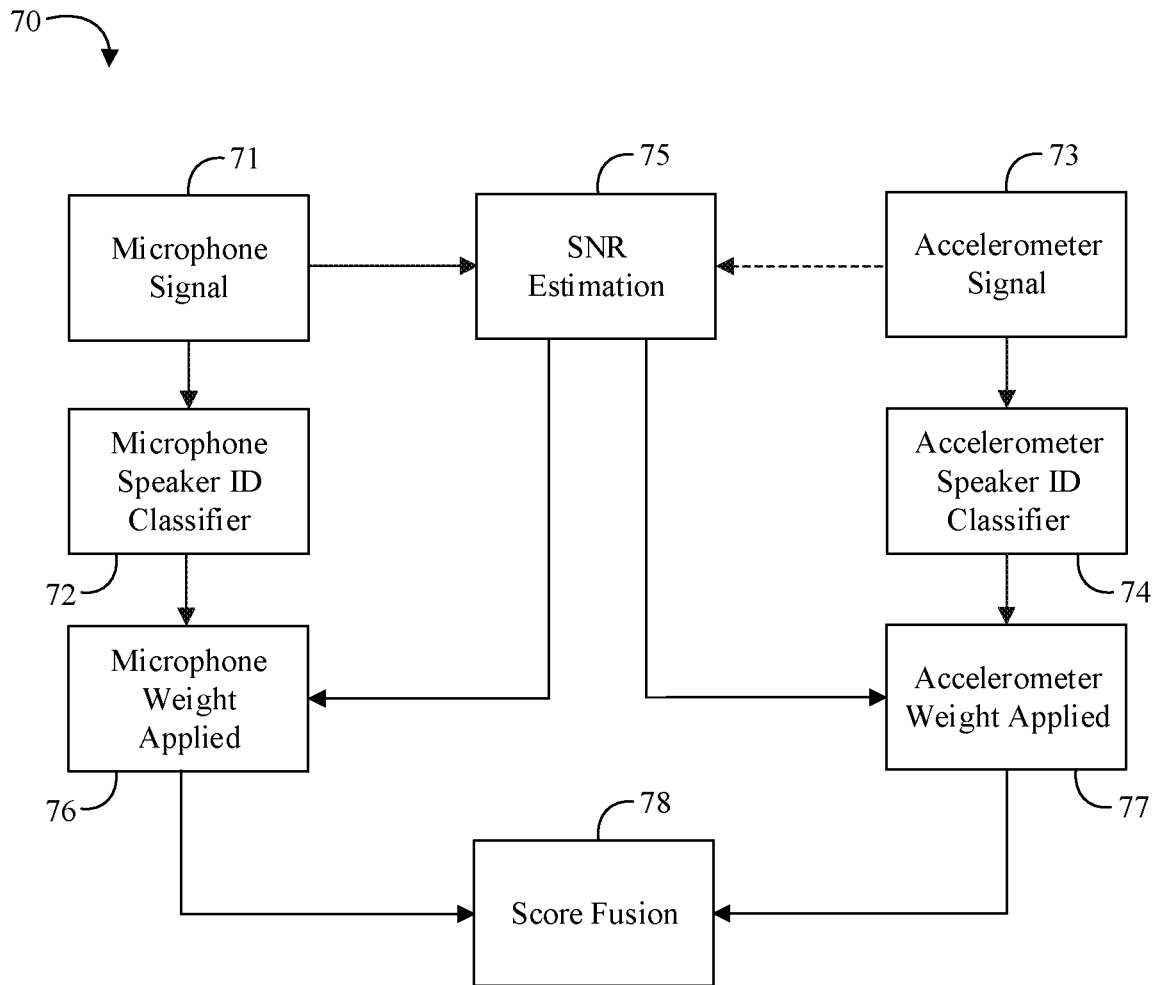 70
71
75
73
Microphone
Signal
SNR
Estimation
Accelerometer
Signal
Microphone
Speaker ID
Classifier
Accelerometer
Speaker ID
Classifier
72
74
Microphone
Weight
Applied
Accelerometer
Weight Applied
76
78
77
Score Fusion